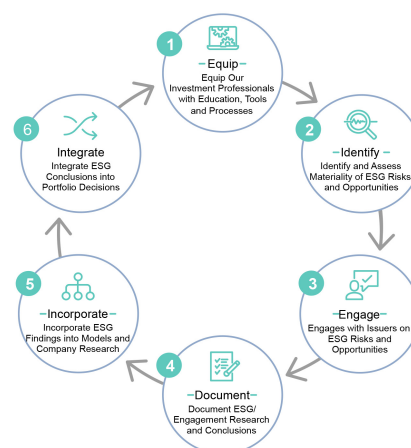 1
Equip
Equip Our
Investment Professionals
with Education, Tools
and Processes
2
Identify
Identify and Assess
Materiality of ESG Risks
and Opportunities
3
Engage
Engages with Issuers on
ESG Risks and
Opportunities
4
Document
Document ESG/
Engagement Research
and Conclusions
5
Incorporate
Incorporate ESG
Findings into Models and
Company Research
6
Integrate
Integrate ESG
Conclusions into
Portfolio Decisions